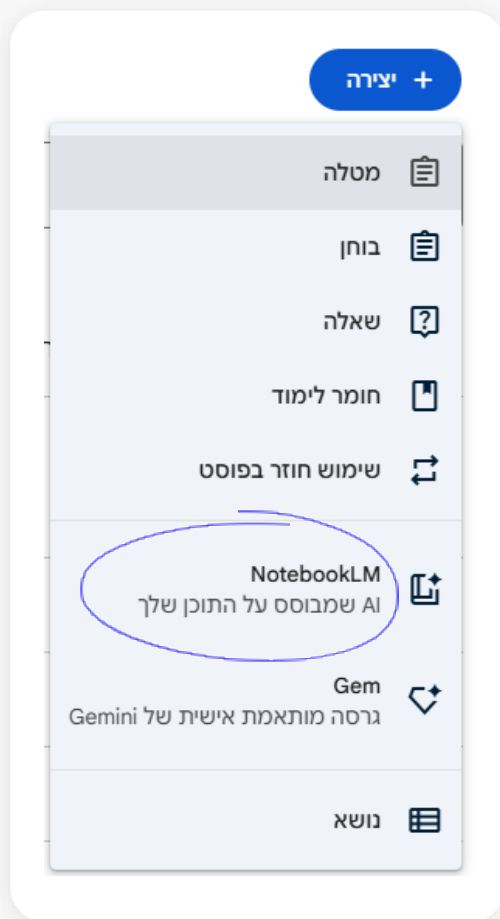 יצירה
מטלה
בוחן
שאלה
חומר לימוד
שימוש חוזר בפוסט
NotebookLM
AI שמבוסס על התוכן שלך
Gem
גרסה מותאמת אישית של Gemini
נושא